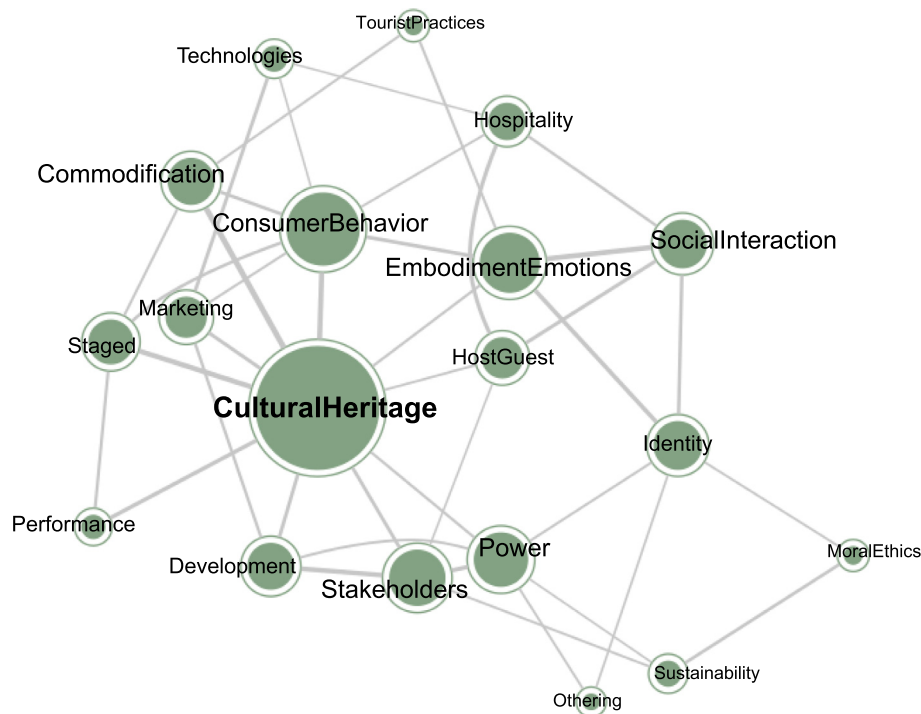 TouristPractices
Technologies
Hospitality
Commodification
ConsumerBehavior
SocialInteraction
EmbodimentEmotions
Marketing
Staged
HostGuest
CulturalHeritage
Identity
Performance
Power
MoralEthics
Development
Stakeholders
Sustainability
Othering